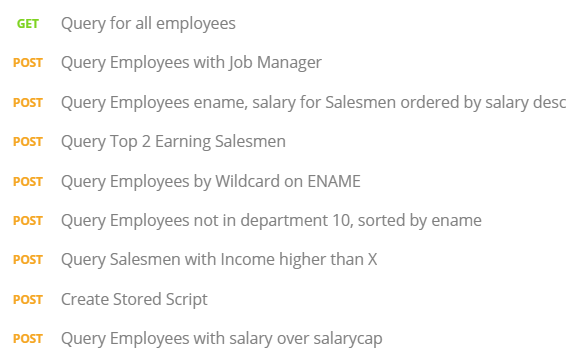 GET Query for all employees
POST Query Employees with Job Manager
POST Query Employees ename, salary for Salesmen ordered by salary desc
POST Query Top 2 Earning Salesmen
POST Query Employees by Wildcard on ENAME
POST Query Employees not in department 10, sorted by ename
POST Query Salesmen with Income higher than X
POST Create Stored Script
POST Query Employees with salary over salarycap